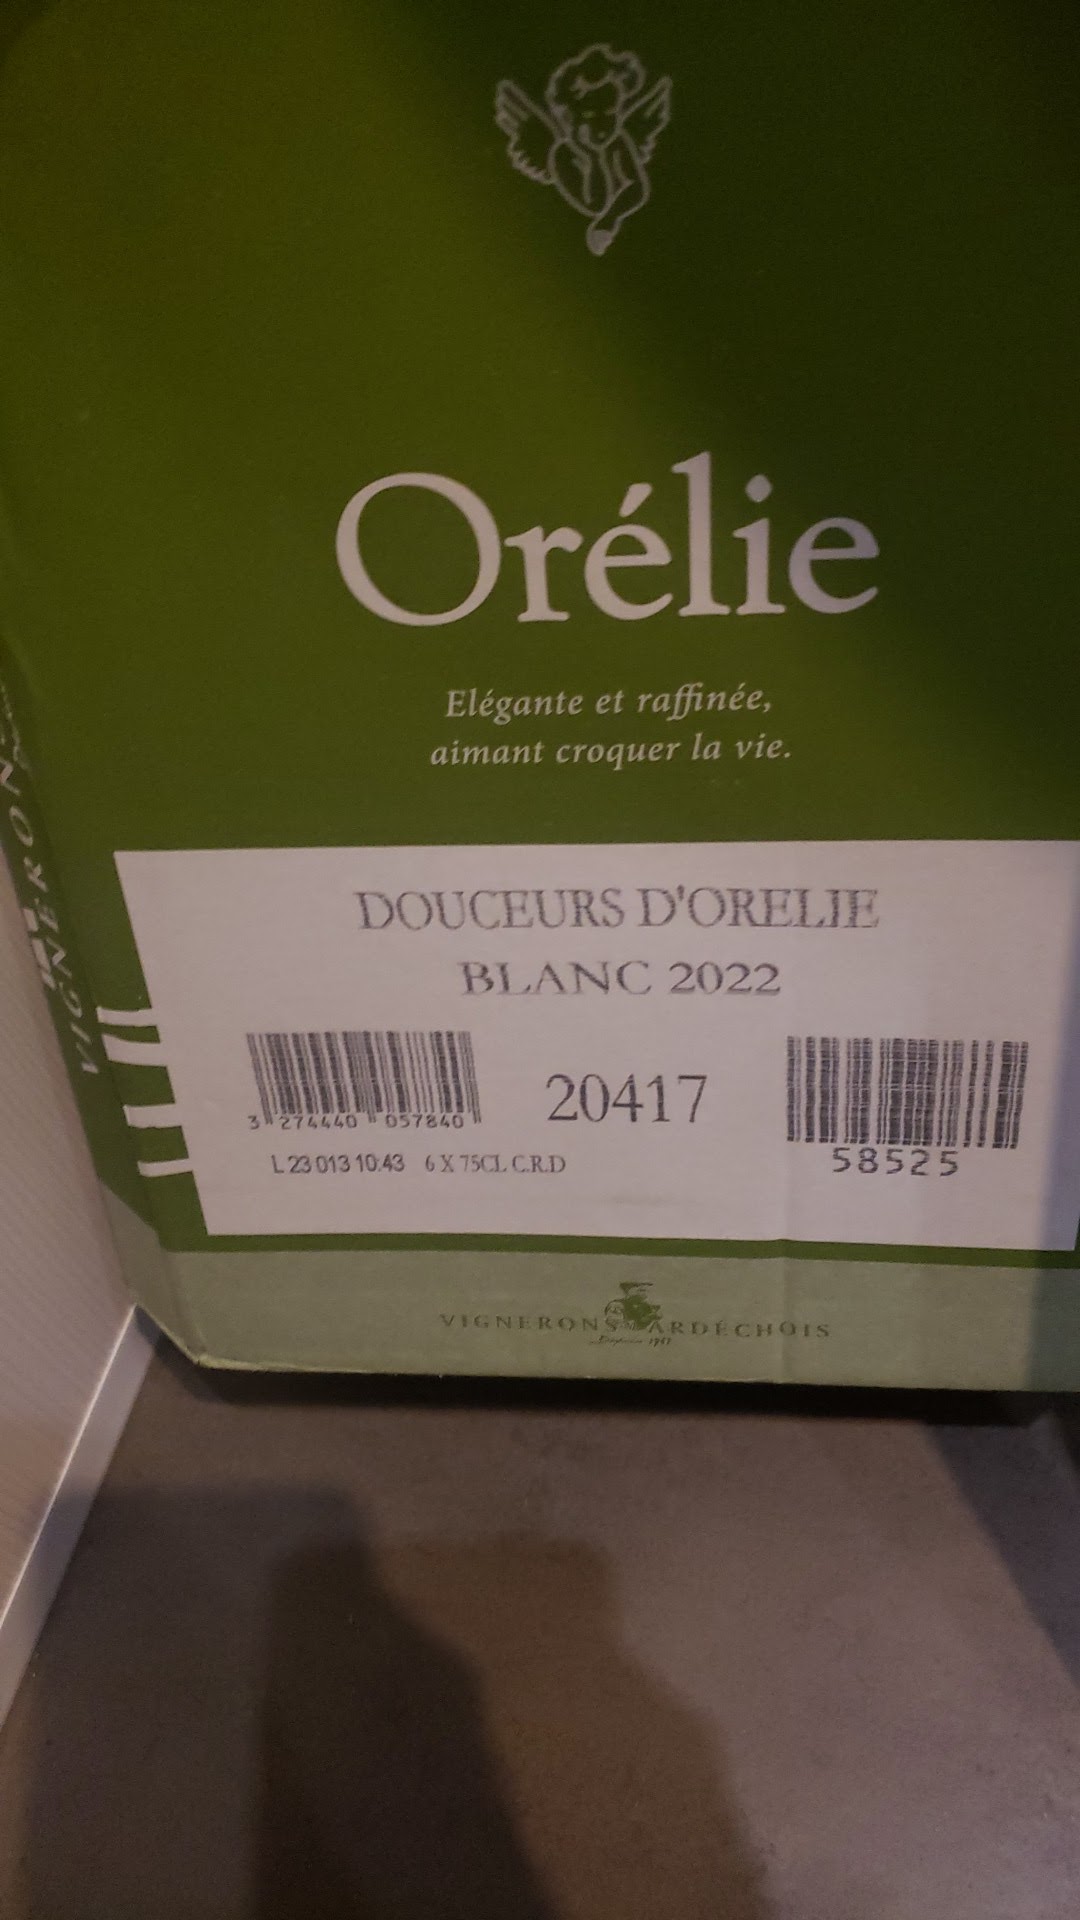 Orélie
Elégante et raffinée,
aimant croquer la vie.
DOUCEURS D'ORELIE
BLANC 2022
3 274440 057840
20417
58525
L 23 013 10:43 6 X 75CL C.R.D
VIGNERONS ARDÉCHOIS